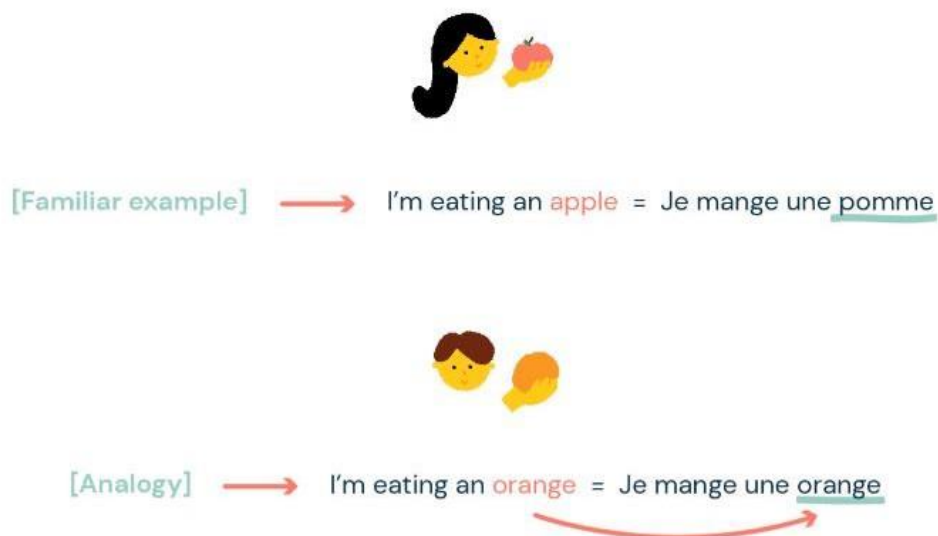 [Familiar example] I'm eating an apple = Je mange une pomme
[Analogy] I'm eating an orange = Je mange une orange